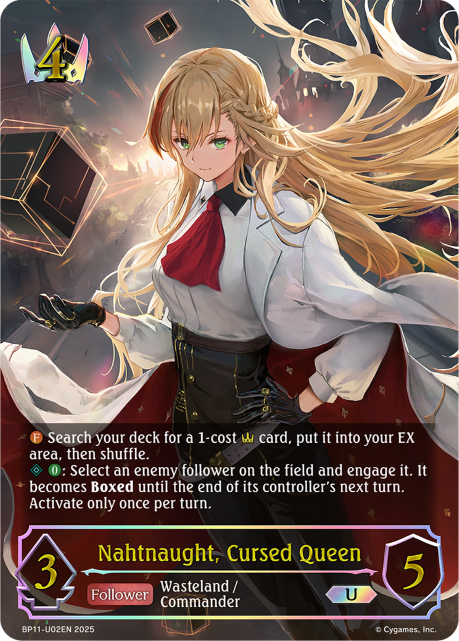 4
F Search your deck for a 1-cost card, put it into your EX
area, then shuffle.
0: Select an enemy follower on the field and engage it. It
becomes Boxed until the end of its controller's next turn.
Activate only once per turn.
Nahtnaught, Cursed Queen
3
5
Follower
Wasteland /
Commander
U
BP11-U02EN 2025
© Cygames, Inc.